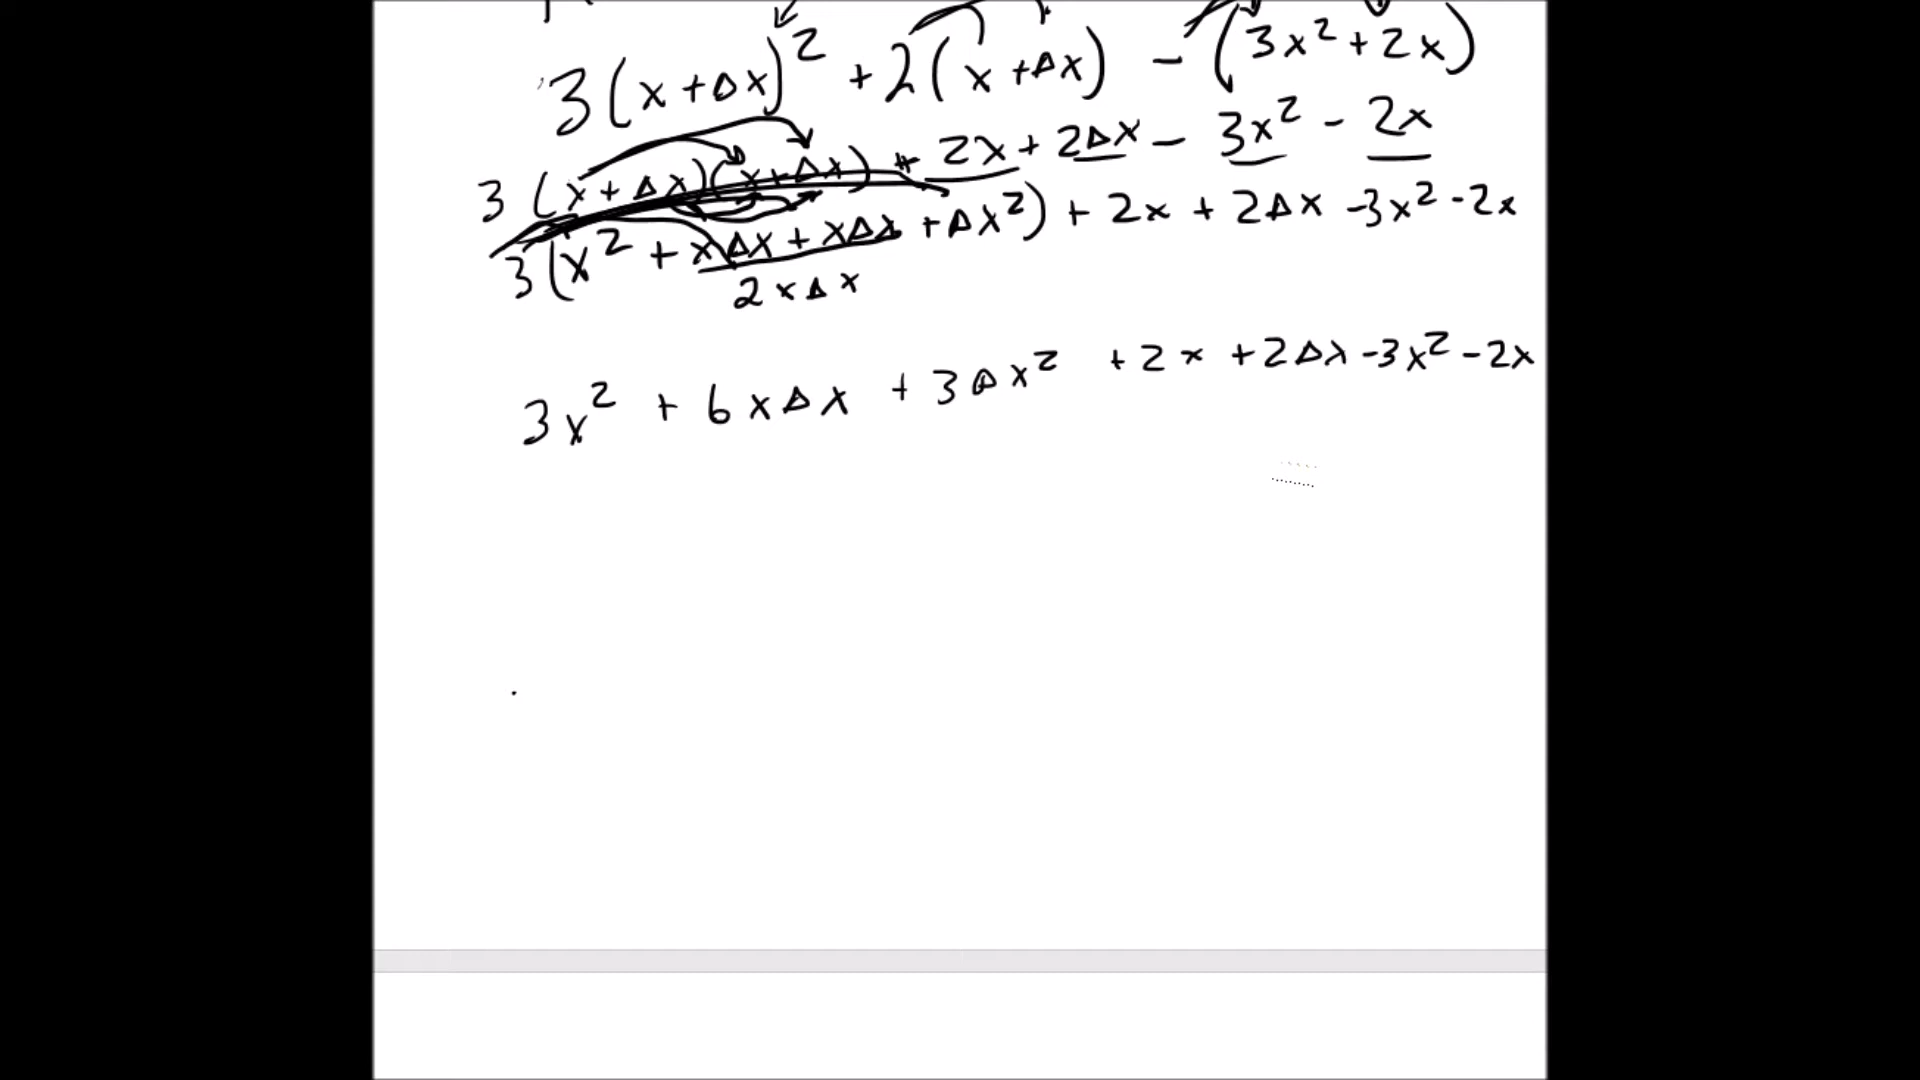 3(x+Δx)² + 2(x+Δx) - (3x²+2x)
3(x+Δx)(x+Δx) + 2x + 2Δx - 3x² - 2x
3(x² + xΔx + xΔx + Δx²) + 2x + 2Δx - 3x² - 2x
2xΔx
3x² + 6xΔx + 3Δx² + 2x + 2Δx - 3x² - 2x